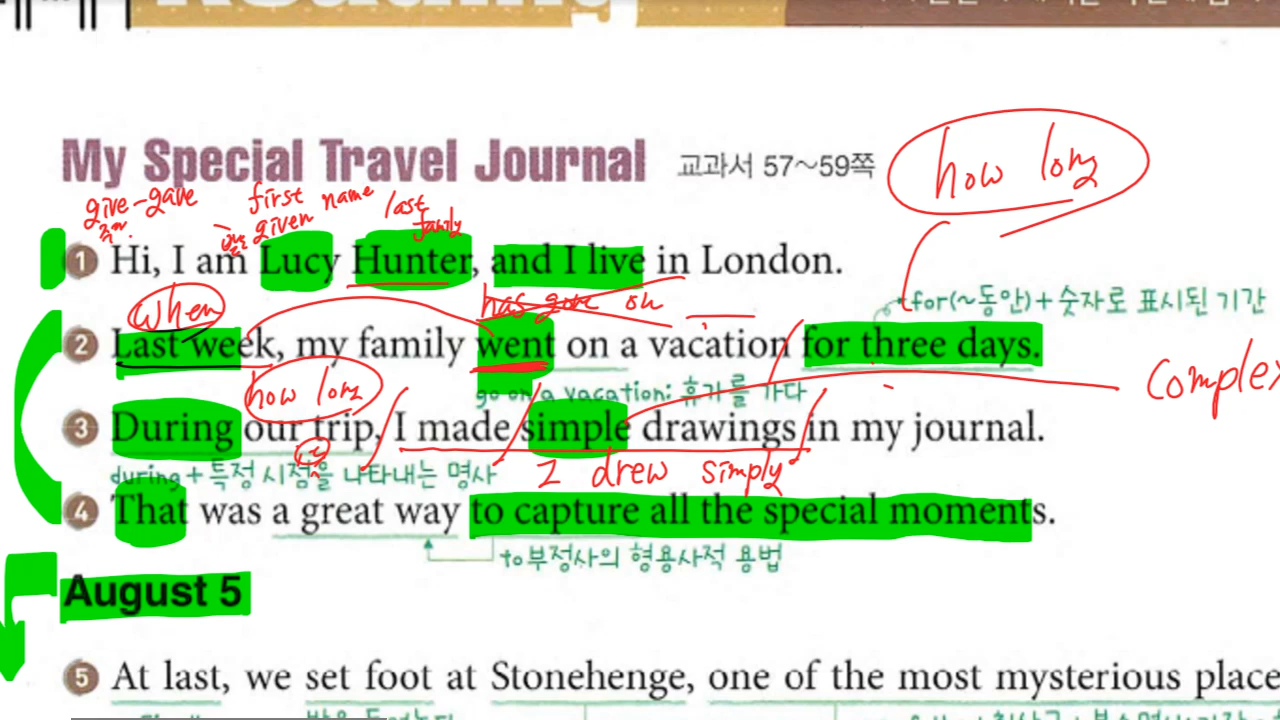 My Special Travel Journal 교과서 57~59쪽
how long
give-gave first name last
given family
1 Hi, I am Lucy Hunter, and I live in London.
when has gone on
for(~동안)+ 숫자로 표시된 기간
2 Last week, my family went on a vacation for three days.
how long go on a vacation: 휴가를 가다 complex
3 During our trip, I made simple drawings in my journal.
during+특정 시점을 나타내는 명사 I drew simply
4 That was a great way to capture all the special moments.
to부정사의 형용사적 용법
August 5
5 At last, we set foot at Stonehenge, one of the most mysterious place